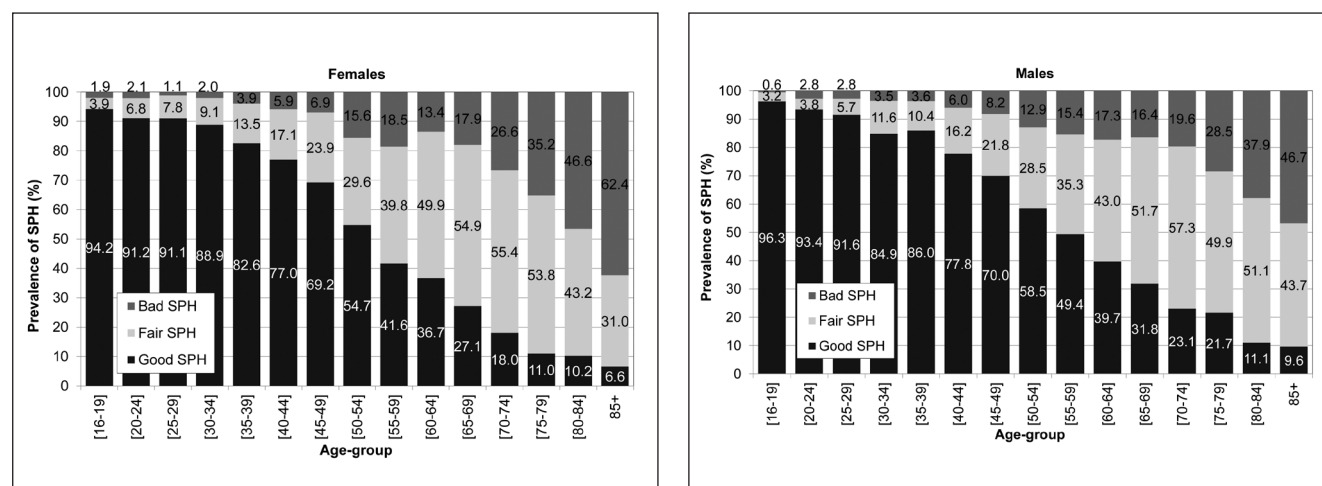 Females
1.9 2.1 1.1 2.0
3.9 6.8 7.8 9.1 13.5 17.1 23.9 29.6 39.8 49.9 54.9 55.4 53.8 43.2 31.0
3.9 5.9 6.9 15.6 18.5 13.4 17.9 26.6 35.2 46.6 62.4
94.2 91.2 91.1 88.9 82.6 77.0 69.2 54.7 41.6 36.7 27.1 18.0 11.0 10.2 6.6
Prevalence of SPH (%)
100
90
80
70
60
50
40
30
20
10
0
Bad SPH
Fair SPH
Good SPH
[16-19] [20-24] [25-29] [30-34] [35-39] [40-44] [45-49] [50-54] [55-59] [60-64] [65-69] [70-74] [75-79] [80-84] 85+
Age-group
Males
0.6 2.8 2.8
3.2 3.8 5.7 11.6 10.4 16.2 21.8 28.5 35.3 43.0 51.7 57.3 49.9 51.1 43.7
3.5 3.6 6.0 8.2 12.9 15.4 17.3 16.4 19.6 28.5 37.9 46.7
96.3 93.4 91.6 84.9 86.0 77.8 70.0 58.5 49.4 39.7 31.8 23.1 21.7 11.1 9.6
Prevalence of SPH (%)
100
90
80
70
60
50
40
30
20
10
0
Bad SPH
Fair SPH
Good SPH
[16-19] [20-24] [25-29] [30-34] [35-39] [40-44] [45-49] [50-54] [55-59] [60-64] [65-69] [70-74] [75-79] [80-84] 85+
Age-group